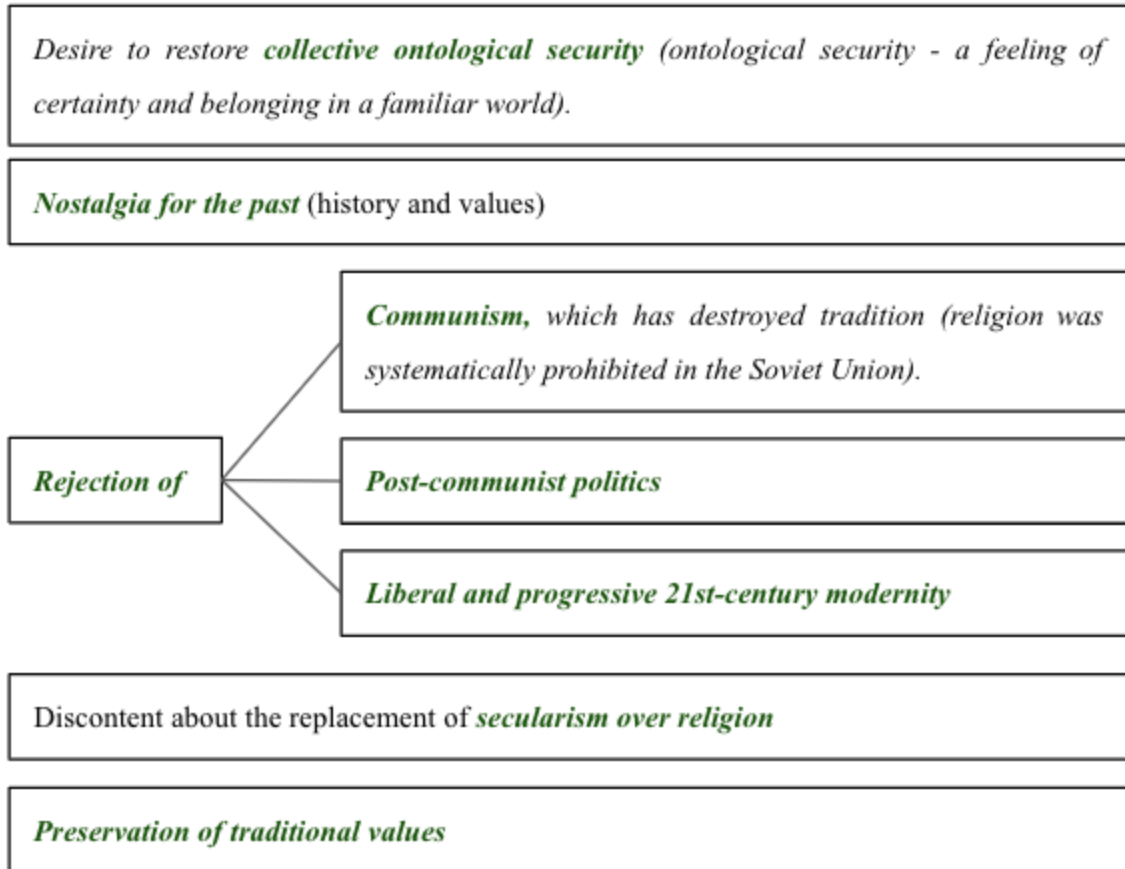 Desire to restore collective ontological security (ontological security - a feeling of
certainty and belonging in a familiar world).
Nostalgia for the past (history and values)
Communism, which has destroyed tradition (religion was
systematically prohibited in the Soviet Union).
Rejection of
Post-communist politics
Liberal and progressive 21st-century modernity
Discontent about the replacement of secularism over religion
Preservation of traditional values